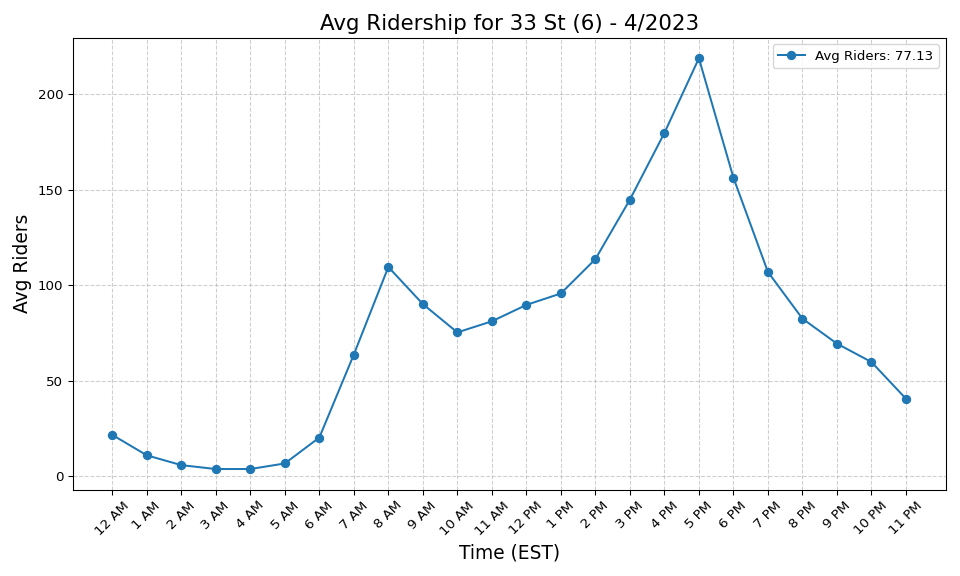 Avg Ridership for 33 St (6) - 4/2023
Avg Riders: 77.13
Avg Riders
200
150
100
50
0
12 AM
1 AM
2 AM
3 AM
4 AM
5 AM
6 AM
7 AM
8 AM
9 AM
10 AM
11 AM
12 PM
1 PM
2 PM
3 PM
4 PM
5 PM
6 PM
7 PM
8 PM
9 PM
10 PM
11 PM
Time (EST)